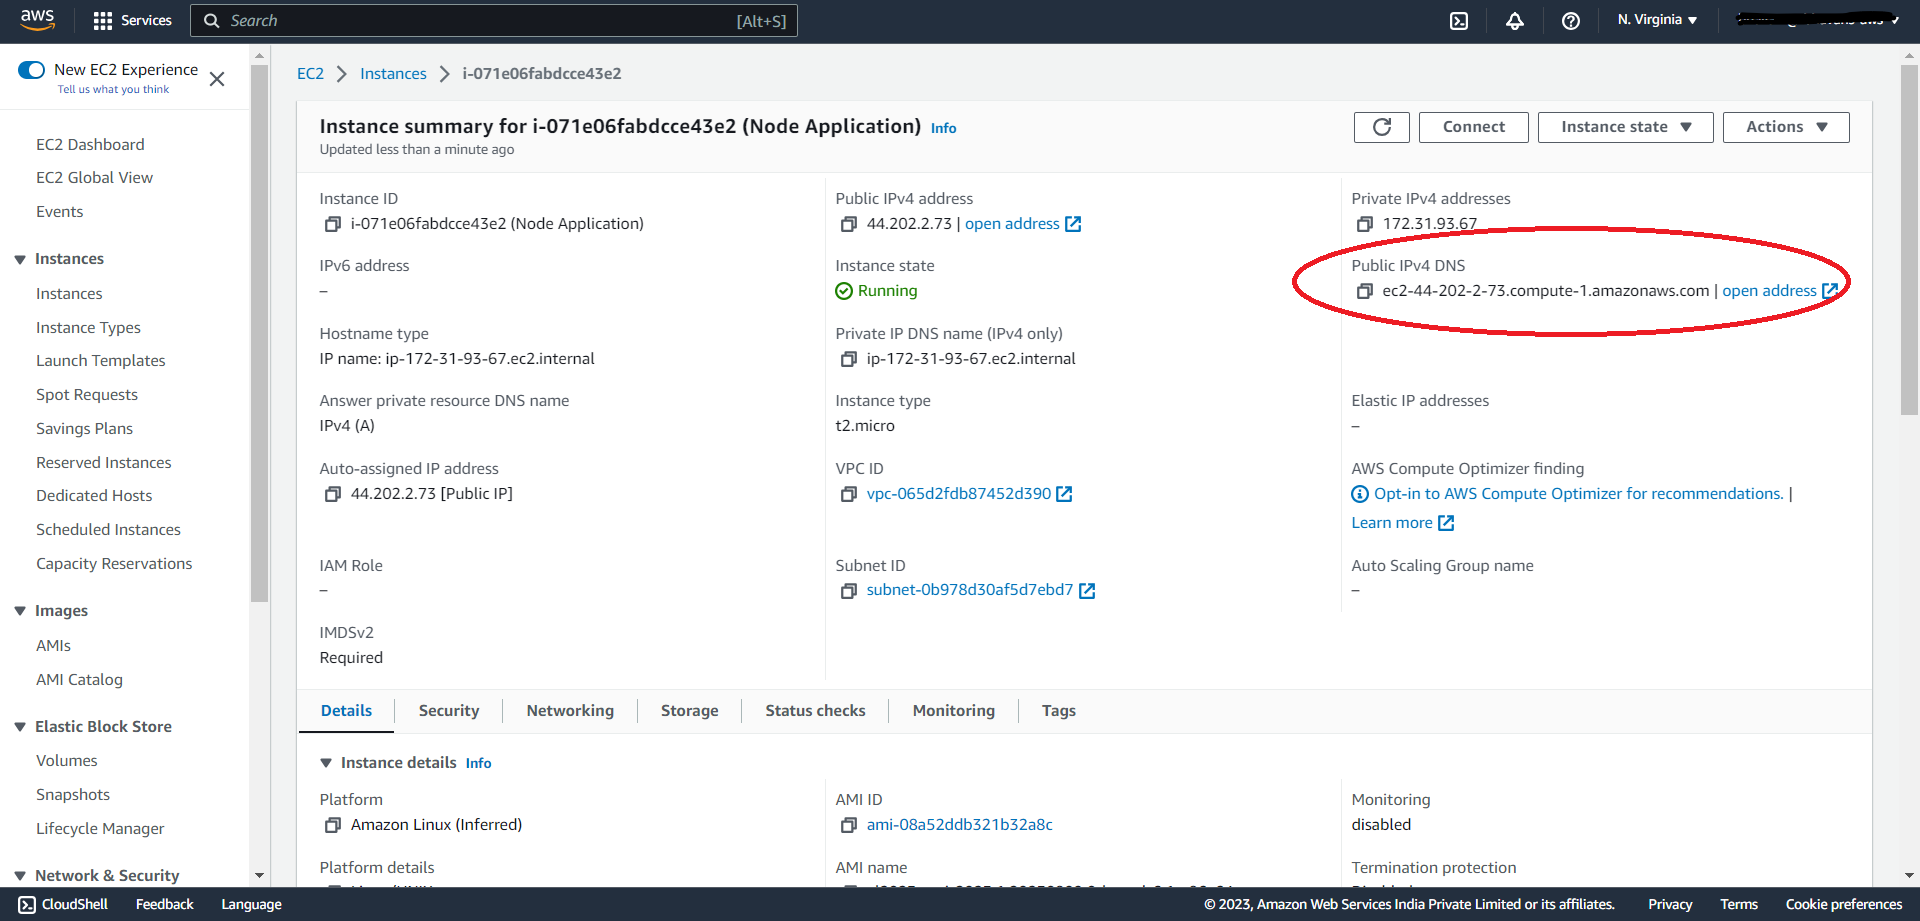 aws
Services
Search
[Alt+S]
N. Virginia
New EC2 Experience
Tell us what you think
EC2 Dashboard
EC2 Global View
Events
Instances
Instances
Instance Types
Launch Templates
Spot Requests
Savings Plans
Reserved Instances
Dedicated Hosts
Scheduled Instances
Capacity Reservations
Images
AMIs
AMI Catalog
Elastic Block Store
Volumes
Snapshots
Lifecycle Manager
Network & Security
EC2 > Instances > i-071e06fabdcce43e2
Instance summary for i-071e06fabdcce43e2 (Node Application) Info
Updated less than a minute ago
Connect
Instance state
Actions
Instance ID
i-071e06fabdcce43e2 (Node Application)
Public IPv4 address
44.202.2.73 | open address
Private IPv4 addresses
172.31.93.67
IPv6 address
–
Instance state
Running
Public IPv4 DNS
ec2-44-202-2-73.compute-1.amazonaws.com | open address
Hostname type
IP name: ip-172-31-93-67.ec2.internal
Private IP DNS name (IPv4 only)
ip-172-31-93-67.ec2.internal
Answer private resource DNS name
IPv4 (A)
Instance type
t2.micro
Elastic IP addresses
–
Auto-assigned IP address
44.202.2.73 [Public IP]
VPC ID
vpc-065d2fdb87452d390
AWS Compute Optimizer finding
Opt-in to AWS Compute Optimizer for recommendations. |
Learn more
IAM Role
–
Subnet ID
subnet-0b978d30af5d7ebd7
Auto Scaling Group name
–
IMDSv2
Required
Details
Security
Networking
Storage
Status checks
Monitoring
Tags
Instance details Info
Platform
Amazon Linux (Inferred)
AMI ID
ami-08a52ddb321b32a8c
Monitoring
disabled
Platform details
AMI name
Termination protection
CloudShell
Feedback
Language
© 2023, Amazon Web Services India Private Limited or its affiliates.
Privacy
Terms
Cookie preferences